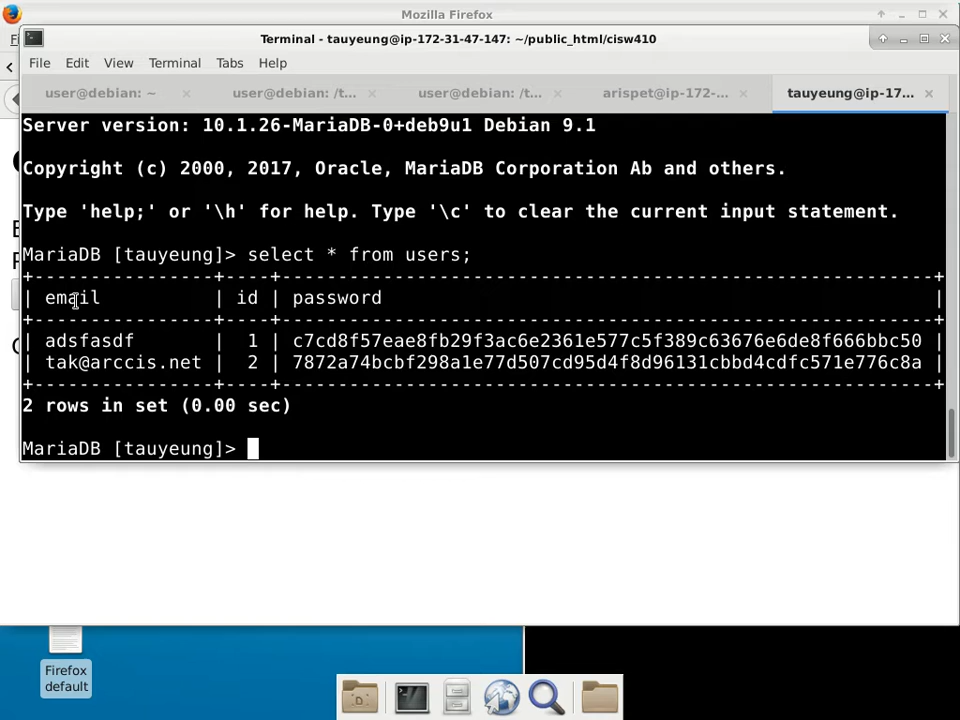 Mozilla Firefox
Terminal - tauyeung@ip-172-31-47-147: ~/public_html/cisw410
File Edit View Terminal Tabs Help
user@debian: ~ user@debian: /t... user@debian: /t... arispet@ip-172-... tauyeung@ip-17...
Server version: 10.1.26-MariaDB-0+deb9u1 Debian 9.1
Copyright (c) 2000, 2017, Oracle, MariaDB Corporation Ab and others.
Type 'help;' or '\h' for help. Type '\c' to clear the current input statement.
MariaDB [tauyeung]> select * from users;
+----------------+----+----------------------------------------------------------+
| email | id | password |
+----------------+----+----------------------------------------------------------+
| adsfasdf | 1 | c7cd8f57eae8fb29f3ac6e2361e577c5f389c63676e6de8f666bbc50 |
| tak@arccis.net | 2 | 7872a74bcbf298a1e77d507cd95d4f8d96131cbbd4cdfc571e776c8a |
+----------------+----+----------------------------------------------------------+
2 rows in set (0.00 sec)
MariaDB [tauyeung]>
Firefox
default